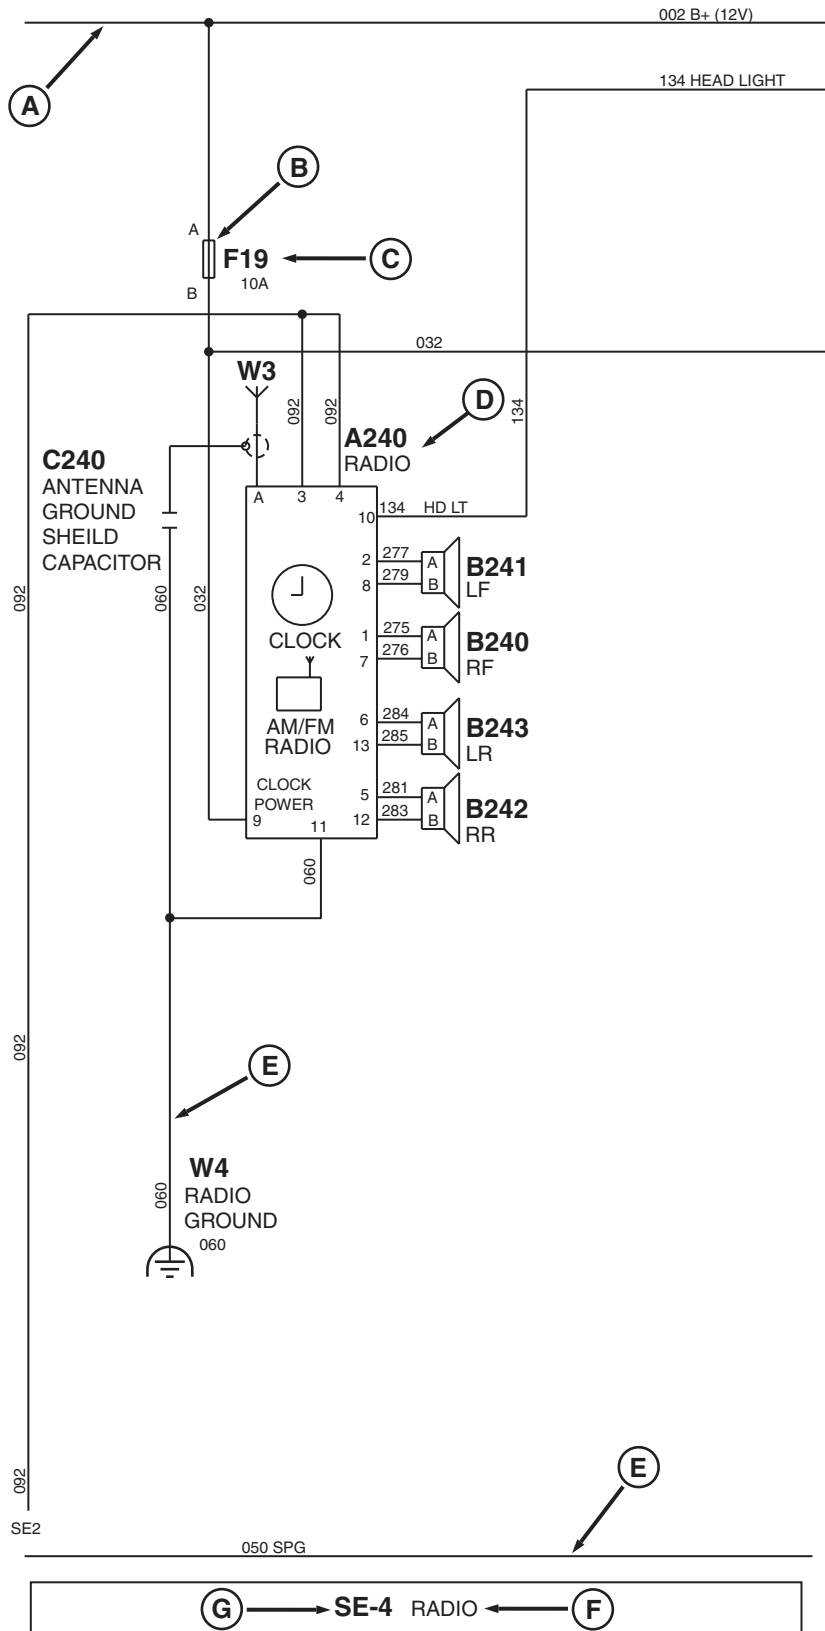 002 B+ (12V)
134 HEAD LIGHT
A
B
A
F19
C
10A
B
032
W3
092
092
134
D
A240
RADIO
C240
ANTENNA
GROUND
SHEILD
CAPACITOR
A
3
4
10
134
HD LT
2
277
A
B241
8
279
B
LF
092
060
032
CLOCK
1
275
A
B240
7
276
B
RF
AM/FM
RADIO
6
284
A
B243
13
285
B
LR
CLOCK
POWER
5
281
A
B242
9
11
12
283
B
RR
060
092
E
W4
060
RADIO
GROUND
060
092
E
SE2
050 SPG
G
SE-4 RADIO
F